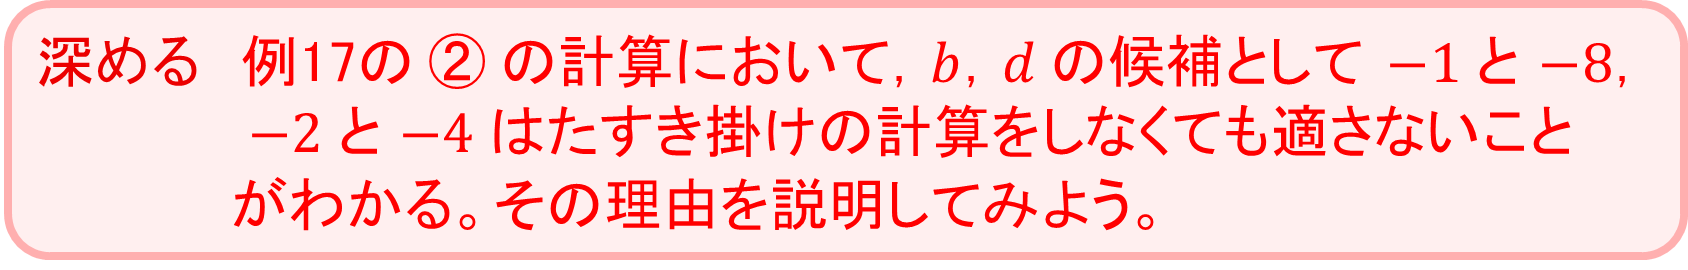 深める 例17の ② の計算において，b，d の候補として −1 と −8，
−2 と −4 はたすき掛けの計算をしなくても適さないこと
がわかる。その理由を説明してみよう。